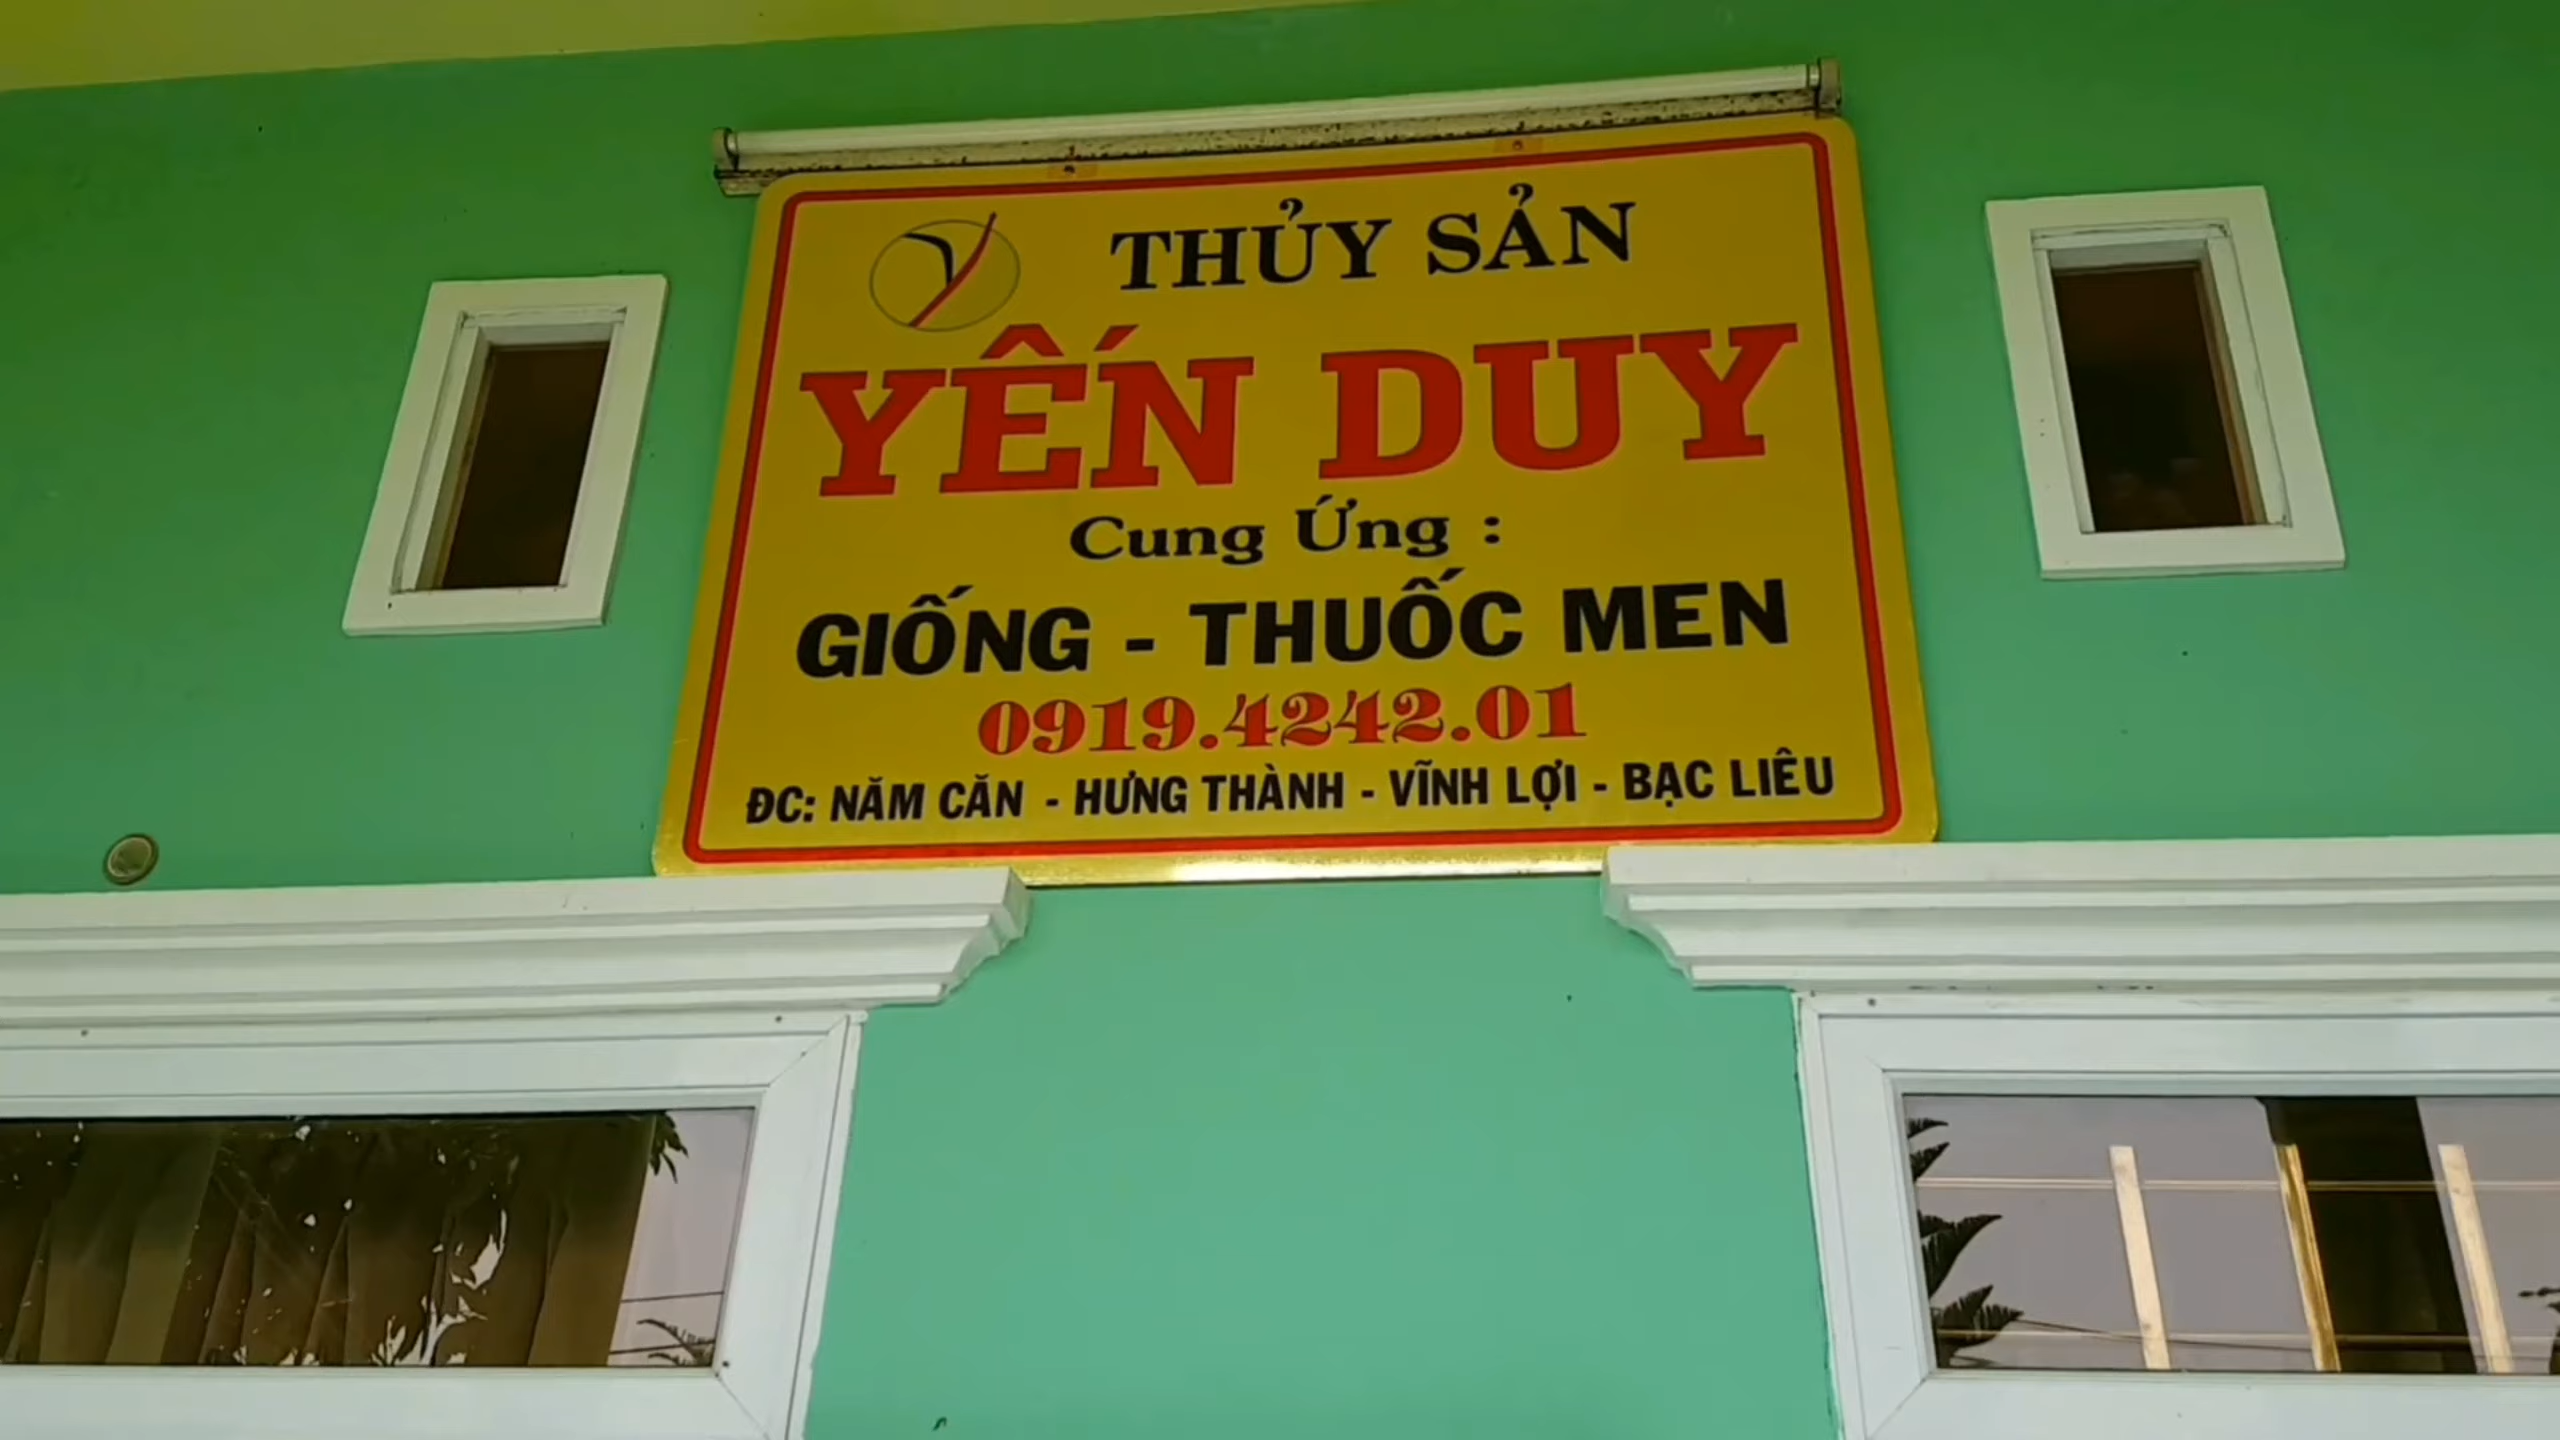 THỦY SẢN
YẾN DUY
Cung Ứng :
GIỐNG - THUỐC MEN
0919.4242.01
ĐC: NĂM CĂN - HƯNG THÀNH - VĨNH LỢI - BẠC LIÊU